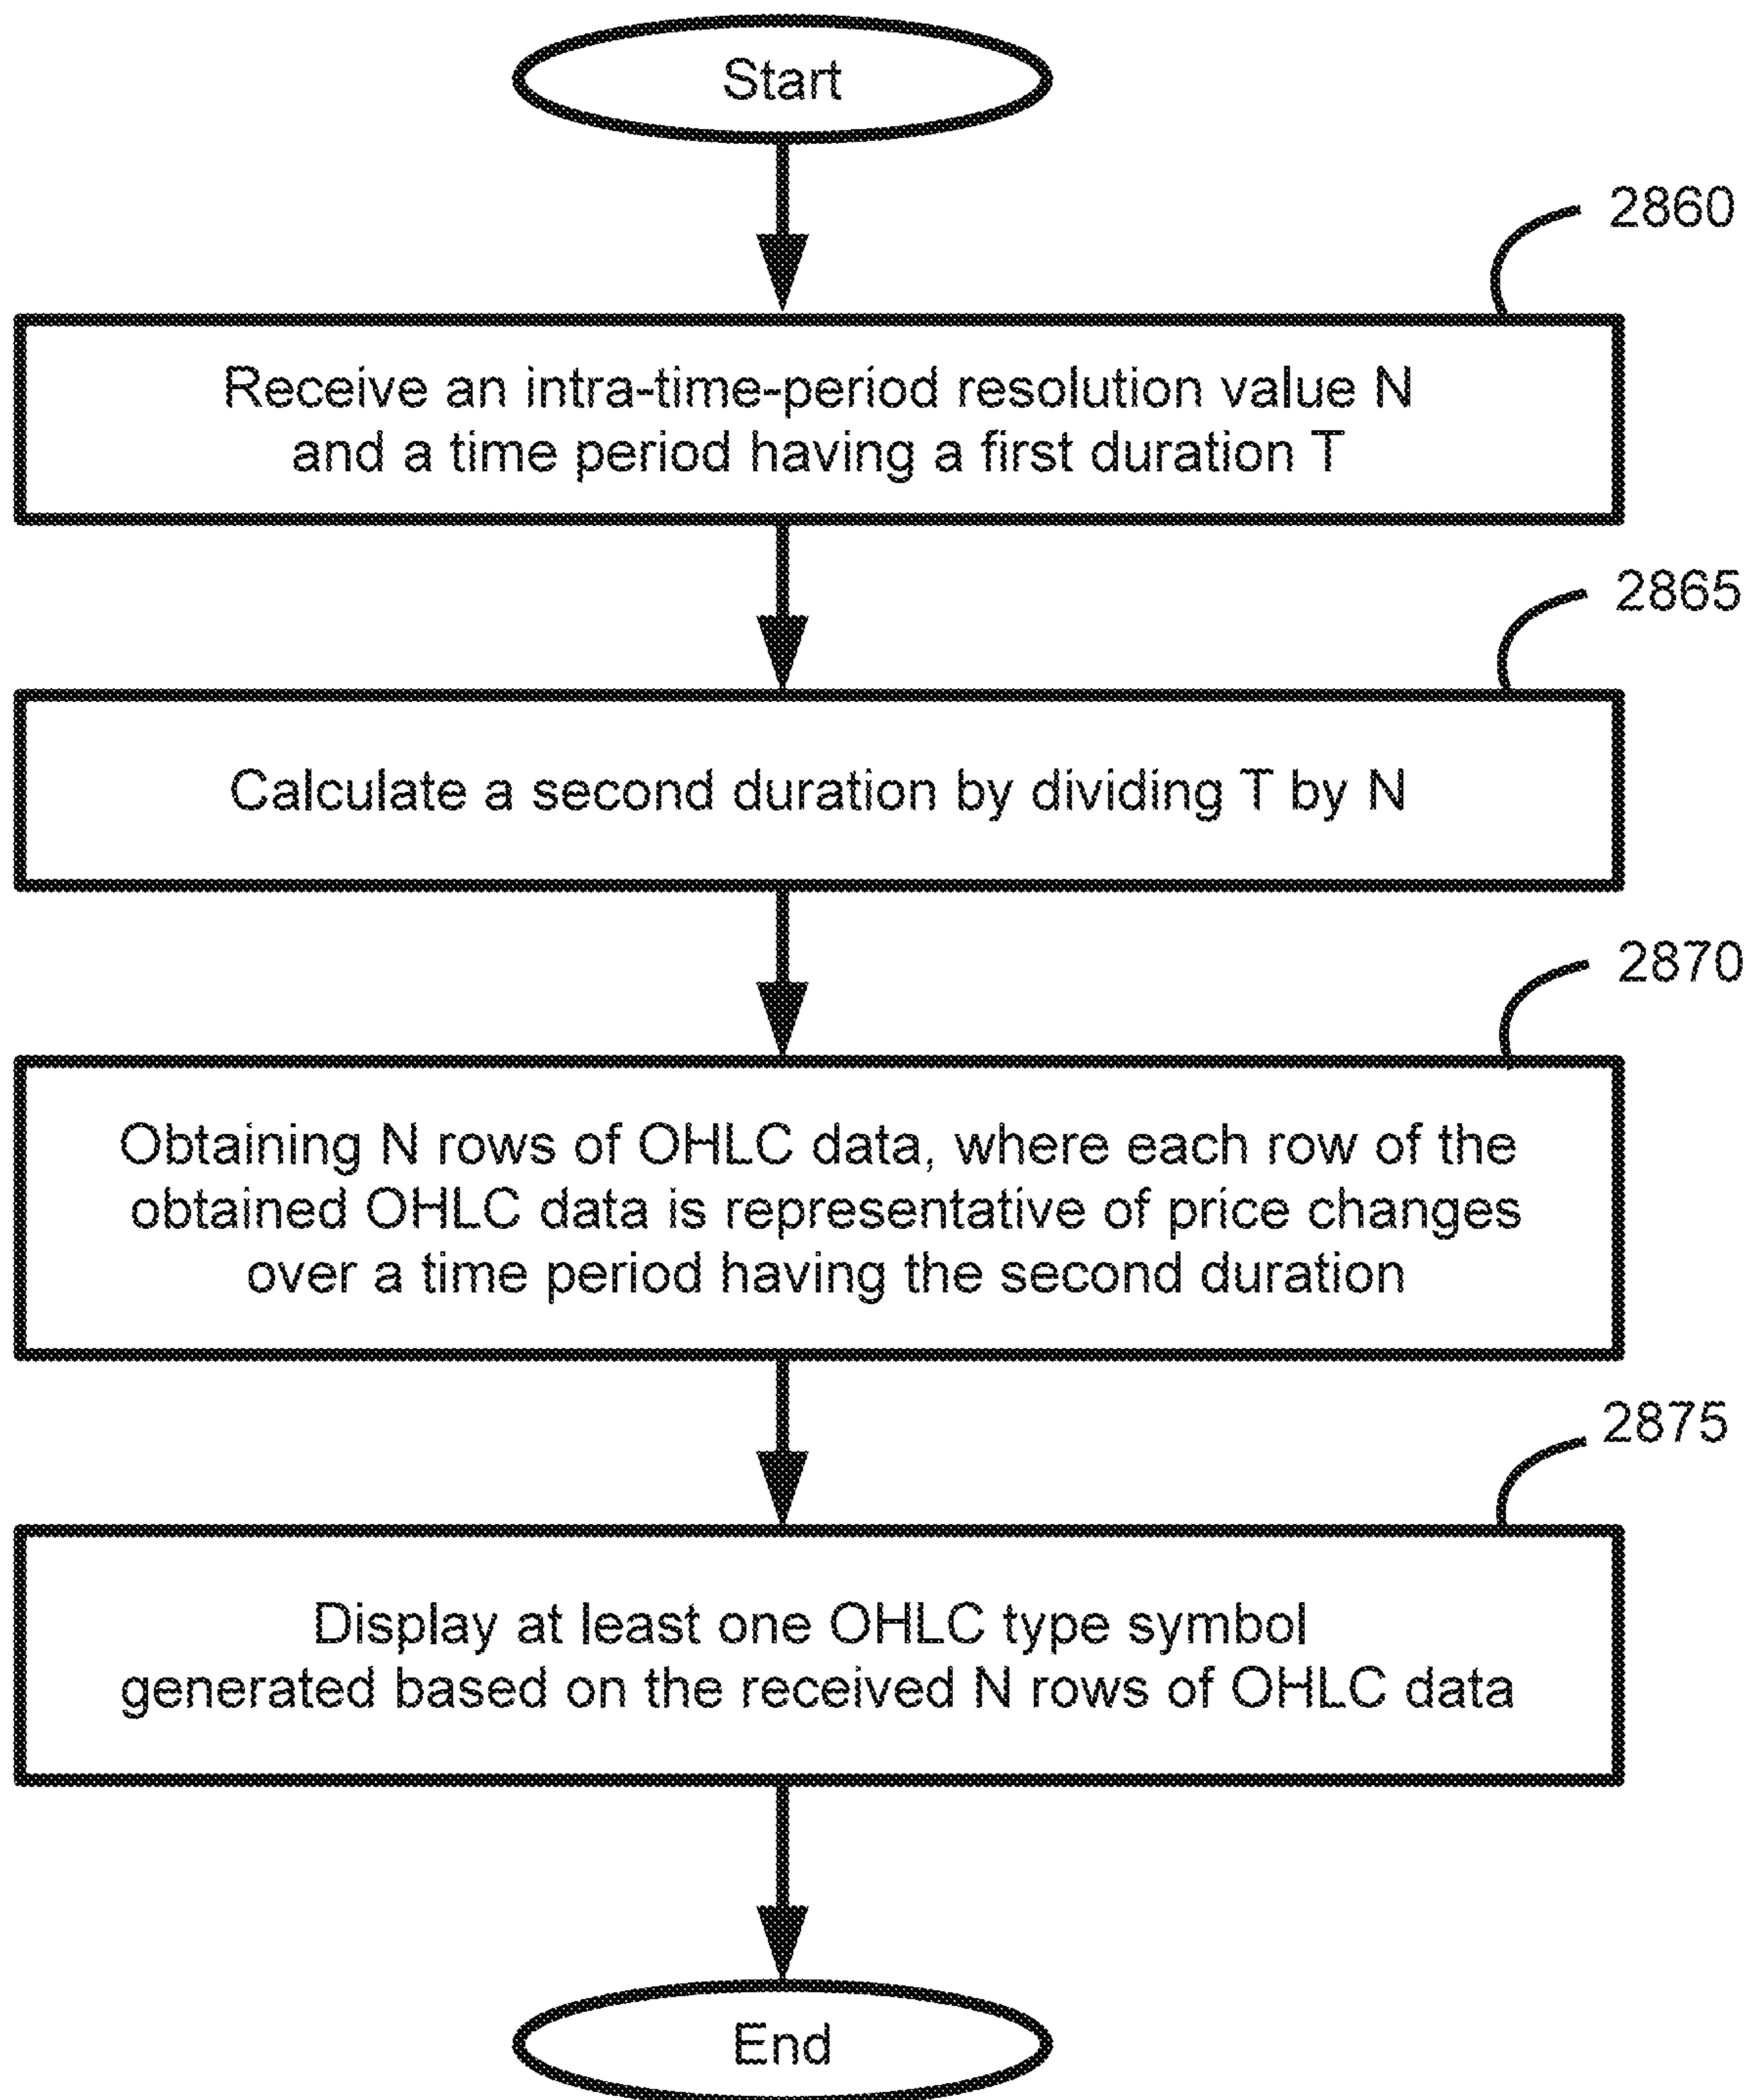 Start
2860
Receive an intra-time-period resolution value N
and a time period having a first duration T
2865
Calculate a second duration by dividing T by N
2870
Obtaining N rows of OHLC data, where each row of the
obtained OHLC data is representative of price changes
over a time period having the second duration
2875
Display at least one OHLC type symbol
generated based on the received N rows of OHLC data
End